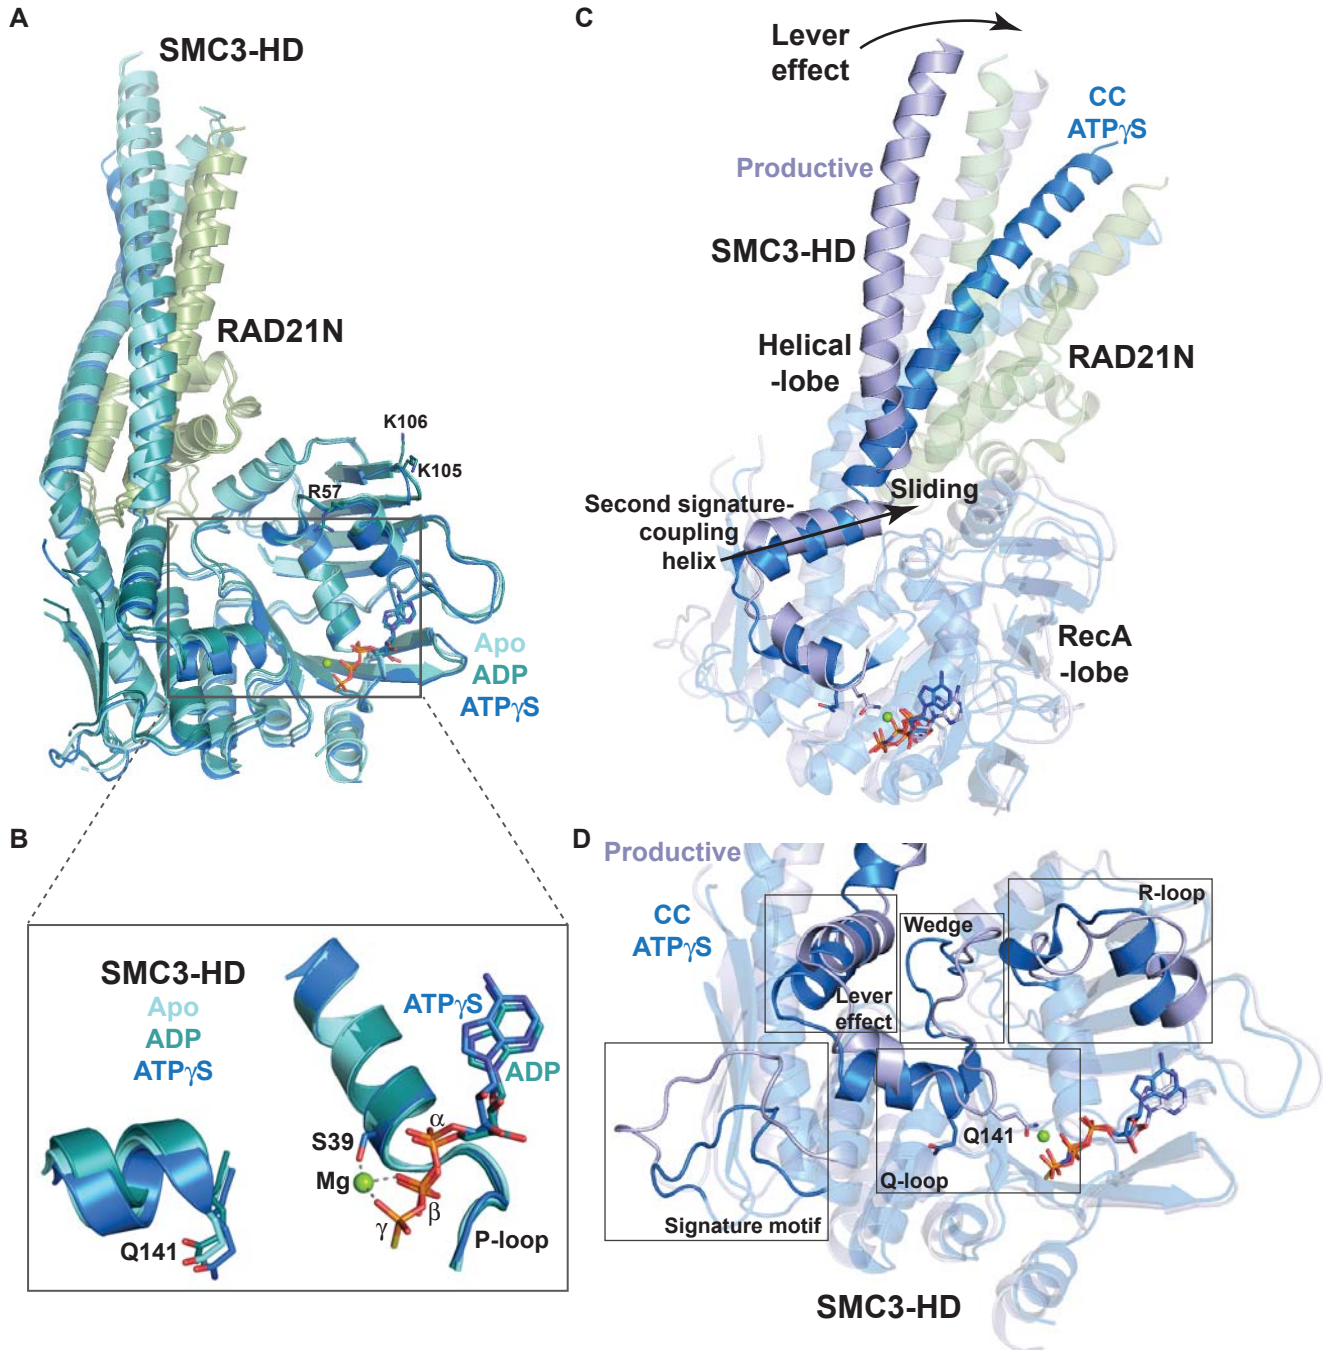 A
SMC3-HD
RAD21N
K106
K105
R57
Apo
ADP
ATPγS
C
Lever
effect
CC
ATPγS
Productive
SMC3-HD
Helical
-lobe
RAD21N
Sliding
Second signature-
coupling
helix
RecA
-lobe
B
SMC3-HD
Apo
ADP
ATPγS
ATPγS
ADP
α
S39
Mg
β
γ
P-loop
Q141
D
Productive
CC
ATPγS
R-loop
Wedge
Lever
effect
Q141
Q-loop
Signature motif
SMC3-HD